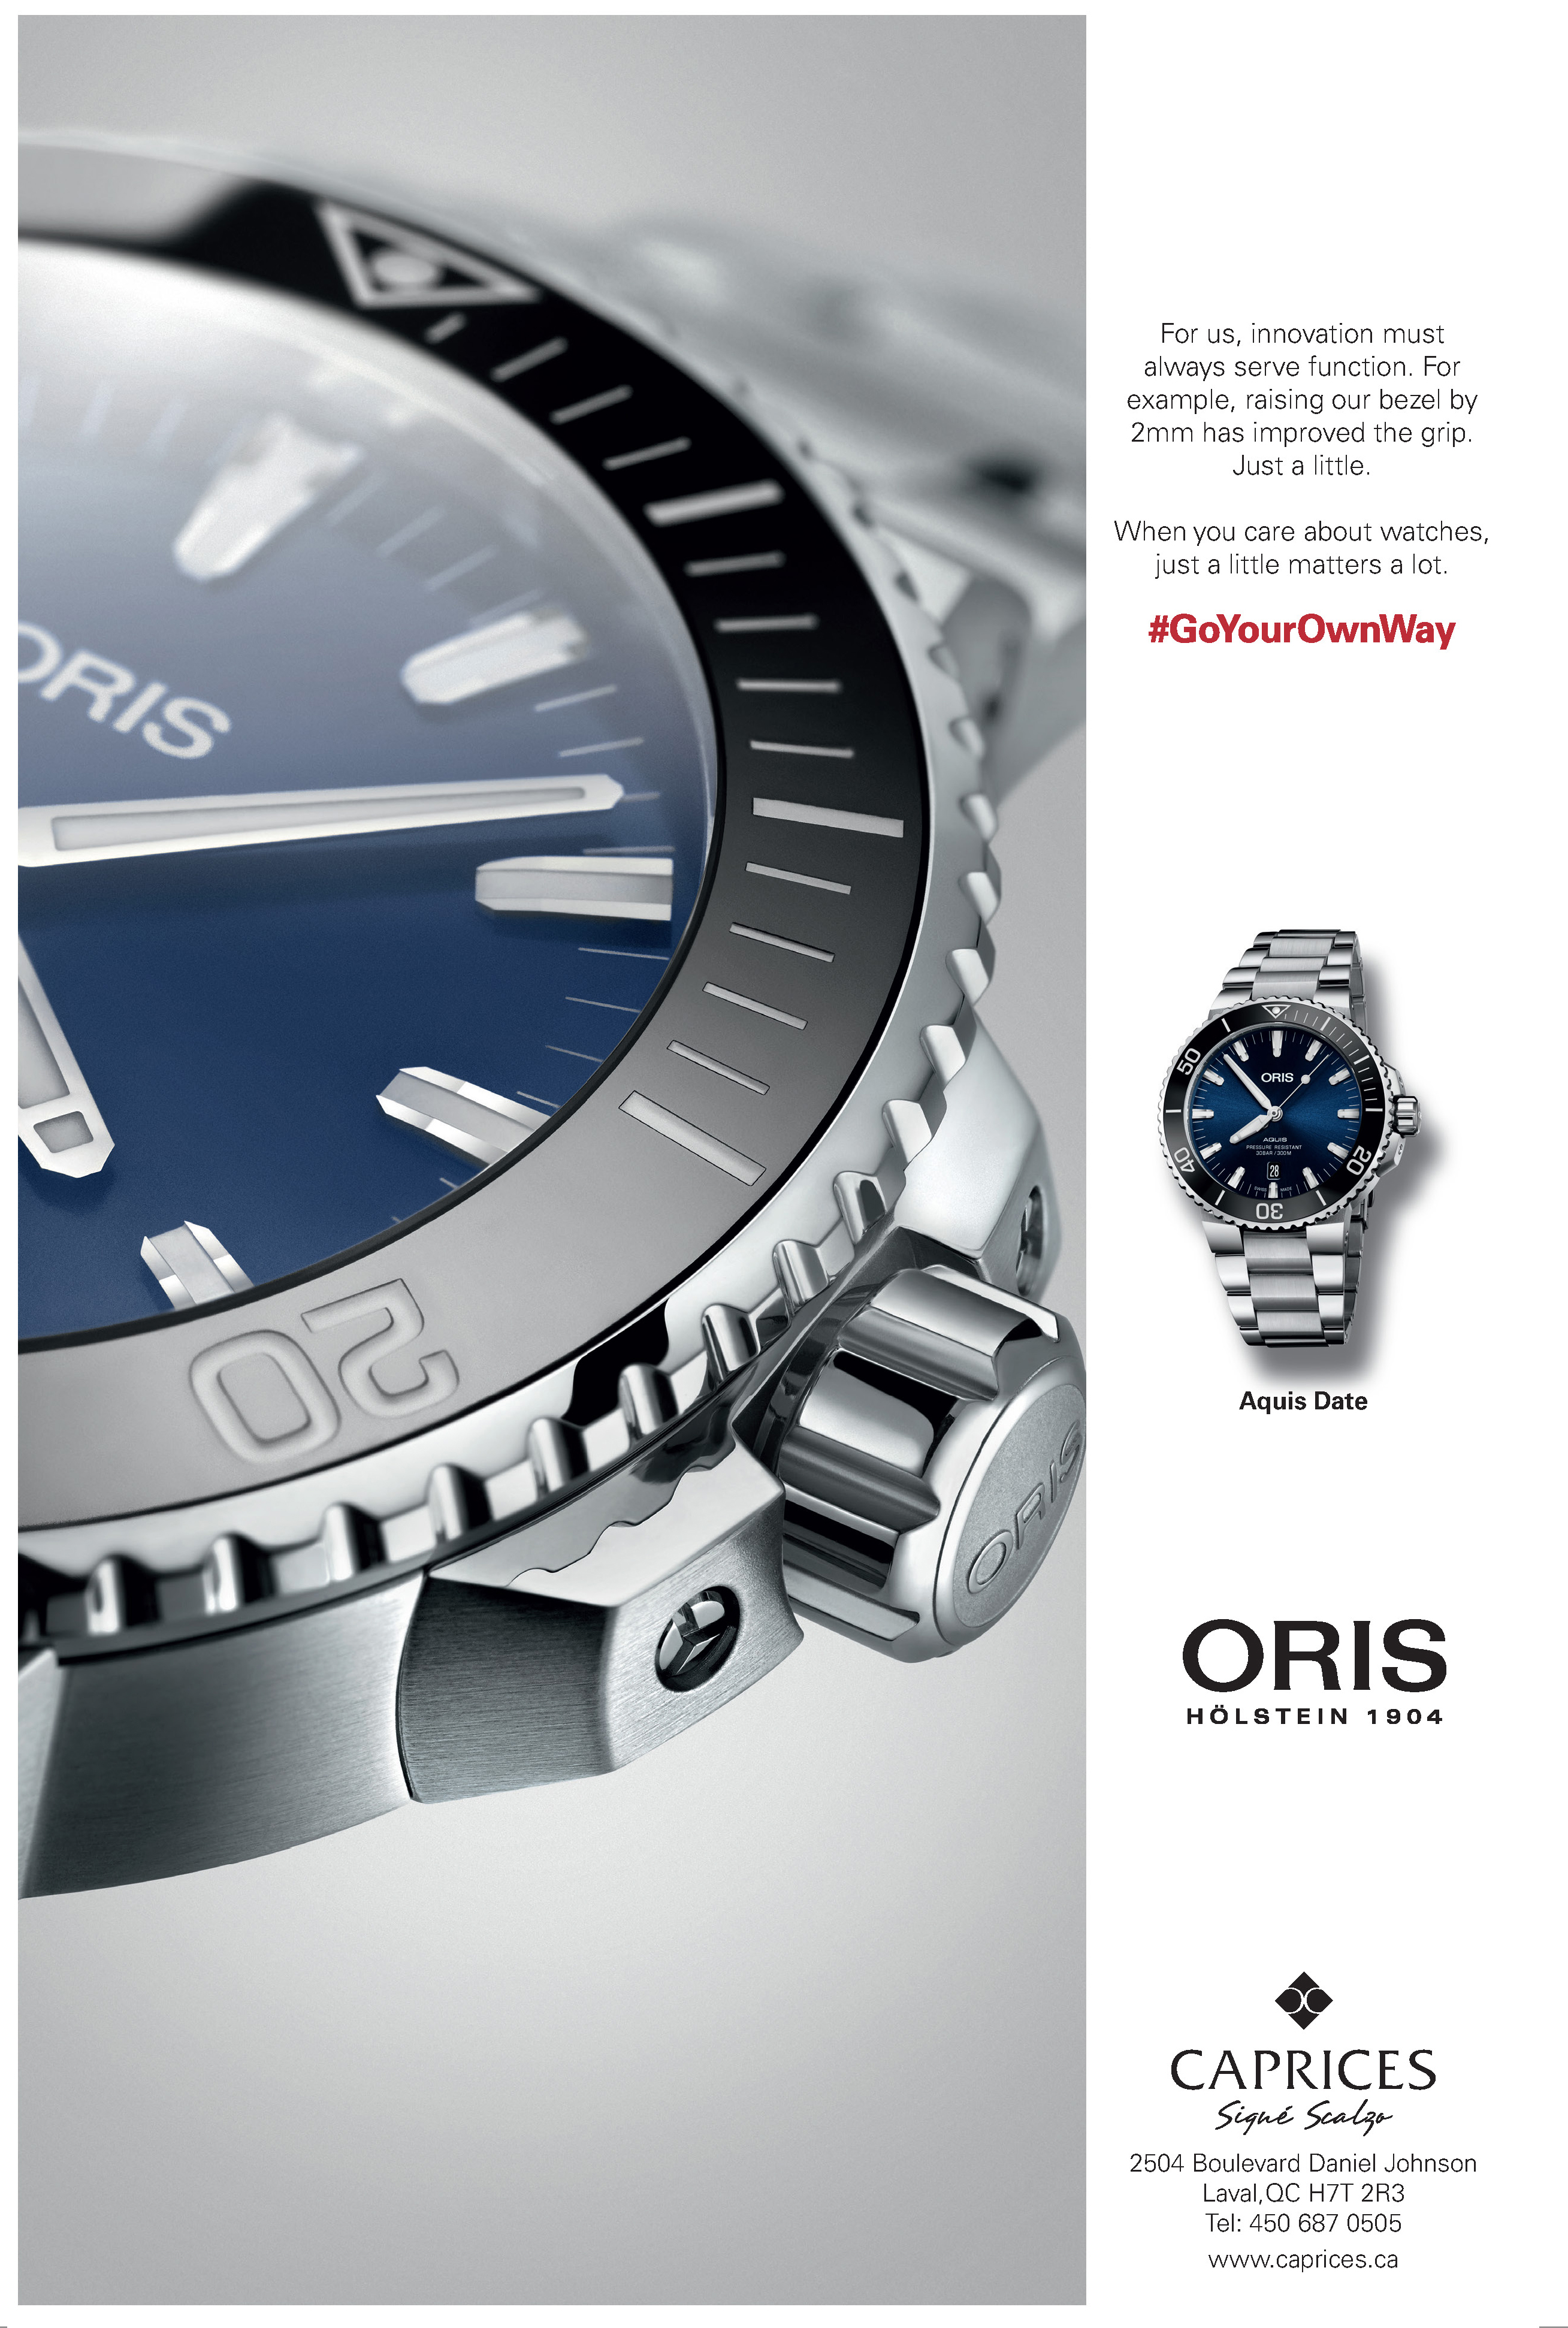 ORIS
20
ORIS
For us, innovation must
always serve function. For
example, raising our bezel by
2mm has improved the grip.
Just a little.
When you care about watches,
just a little matters a lot.
#GoYourOwnWay
50
ORIS
AQUIS
PRESSURE RESISTANT
30BAR / 300M
40
20
28
SWISS MADE
30
Aquis Date
ORIS
HÖLSTEIN 1904
CAPRICES
Signé Scalzo
2504 Boulevard Daniel Johnson
Laval,QC H7T 2R3
Tel: 450 687 0505
www.caprices.ca